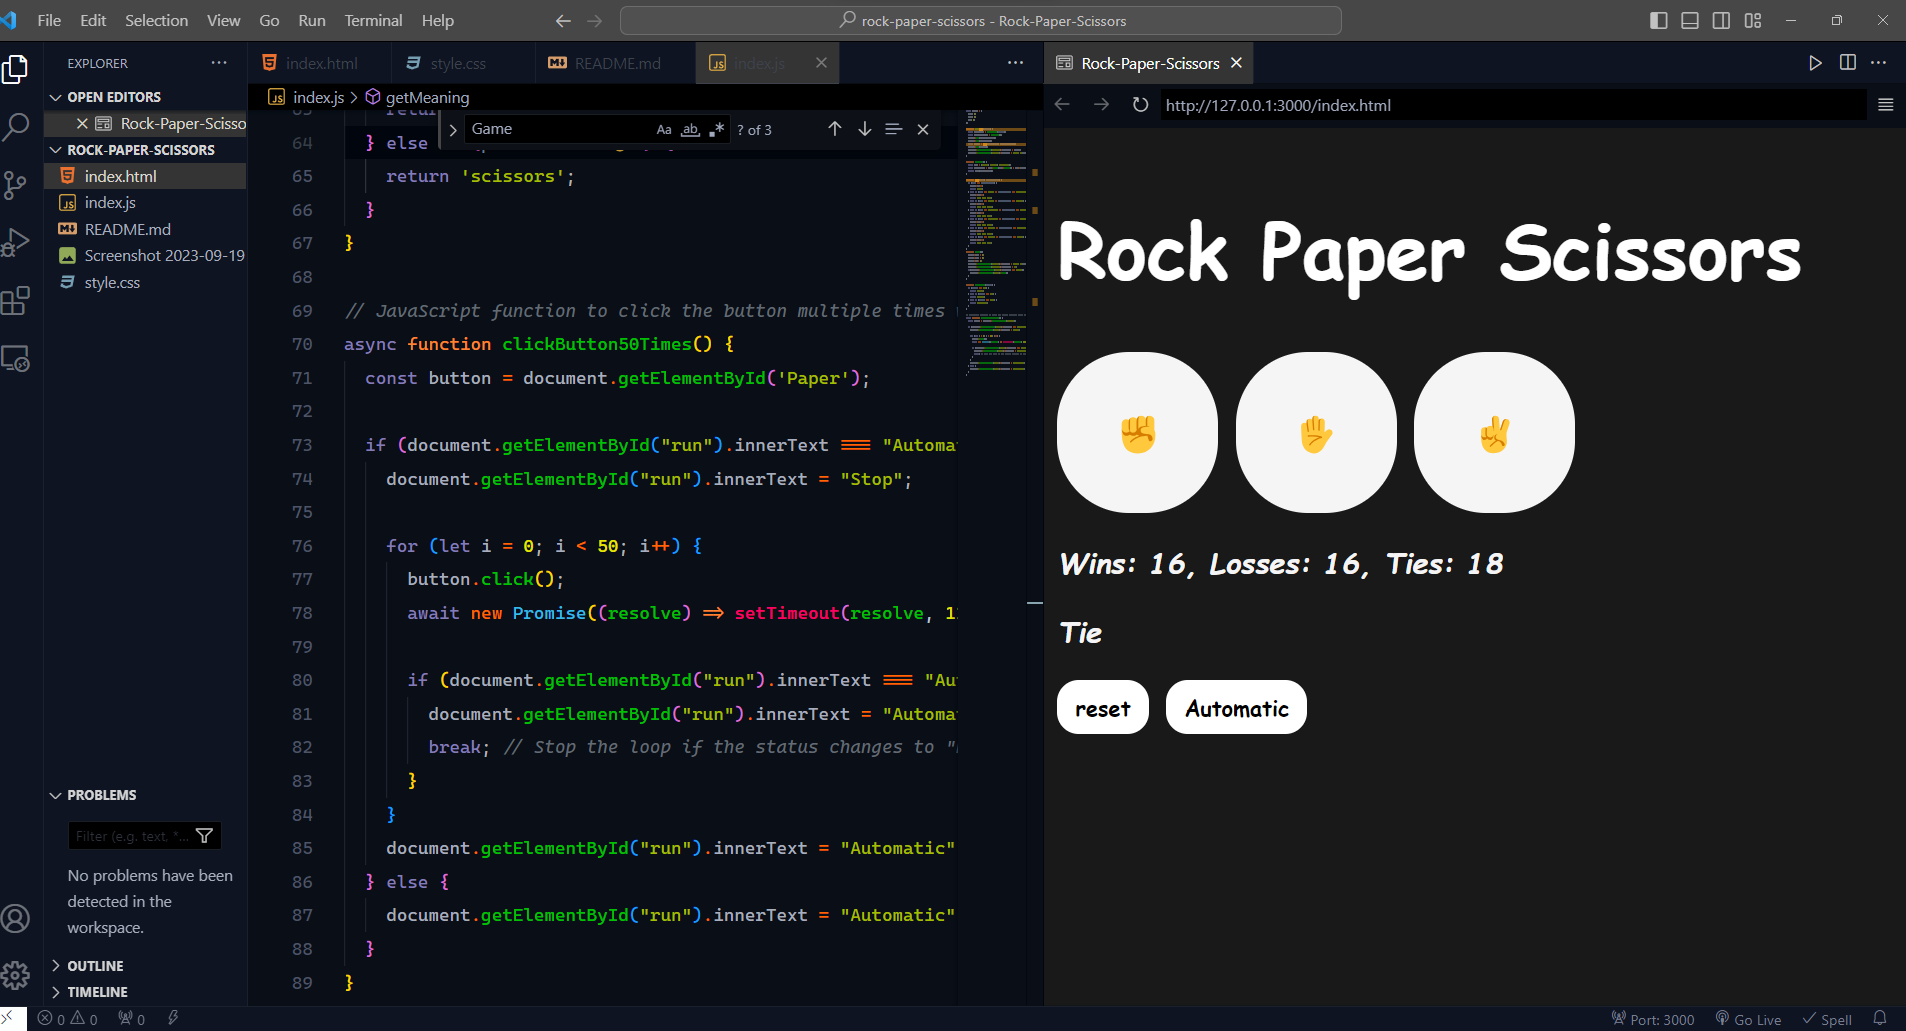 File Edit Selection View Go Run Terminal Help
rock-paper-scissors - Rock-Paper-Scissors
EXPLORER
OPEN EDITORS
Rock-Paper-Scisso
ROCK-PAPER-SCISSORS
index.html
index.js
README.md
Screenshot 2023-09-19
style.css
PROBLEMS
Filter (e.g. text, *...
No problems have been
detected in the
workspace.
OUTLINE
TIMELINE
index.html style.css README.md index.js
index.js > getMeaning
Game
Aa ab .* ? of 3
64 } else
65 return 'scissors';
66 }
67 }
68
69 // JavaScript function to click the button multiple times
70 async function clickButton50Times() {
71 const button = document.getElementById('Paper');
72
73 if (document.getElementById("run").innerText === "Automa
74 document.getElementById("run").innerText = "Stop";
75
76 for (let i = 0; i < 50; i++) {
77 button.click();
78 await new Promise((resolve) => setTimeout(resolve, 1
79
80 if (document.getElementById("run").innerText === "Au
81 document.getElementById("run").innerText = "Automa
82 break; // Stop the loop if the status changes to "
83 }
84 }
85 document.getElementById("run").innerText = "Automatic"
86 } else {
87 document.getElementById("run").innerText = "Automatic"
88 }
89 }
Rock-Paper-Scissors
http://127.0.0.1:3000/index.html
Rock Paper Scissors
Wins: 16, Losses: 16, Ties: 18
Tie
reset Automatic
0 0 0
Port: 3000 Go Live Spell